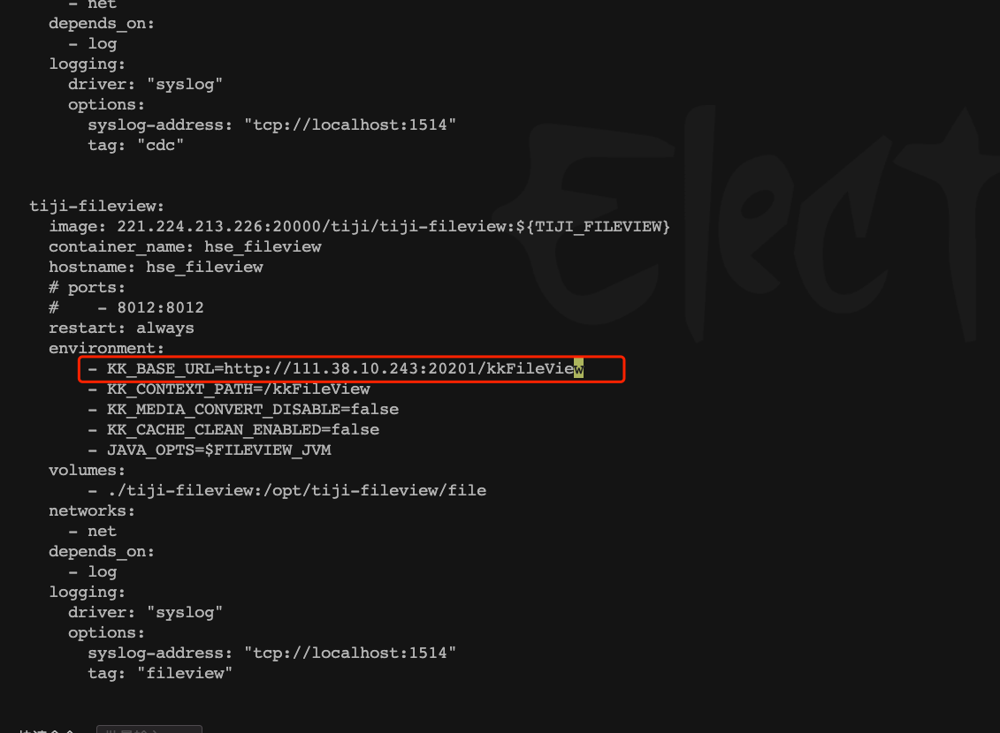 - net
depends_on:
- log
logging:
driver: "syslog"
options:
syslog-address: "tcp://localhost:1514"
tag: "cdc"
tiji-fileview:
image: 221.224.213.226:20000/tiji/tiji-fileview:${TIJI_FILEVIEW}
container_name: hse_fileview
hostname: hse_fileview
# ports:
#    - 8012:8012
restart: always
environment:
- KK_BASE_URL=http://111.38.10.243:20201/kkFileView
- KK_CONTEXT_PATH=/kkFileView
- KK_MEDIA_CONVERT_DISABLE=false
- KK_CACHE_CLEAN_ENABLED=false
- JAVA_OPTS=$FILEVIEW_JVM
volumes:
- ./tiji-fileview:/opt/tiji-fileview/file
networks:
- net
depends_on:
- log
logging:
driver: "syslog"
options:
syslog-address: "tcp://localhost:1514"
tag: "fileview"
Elect